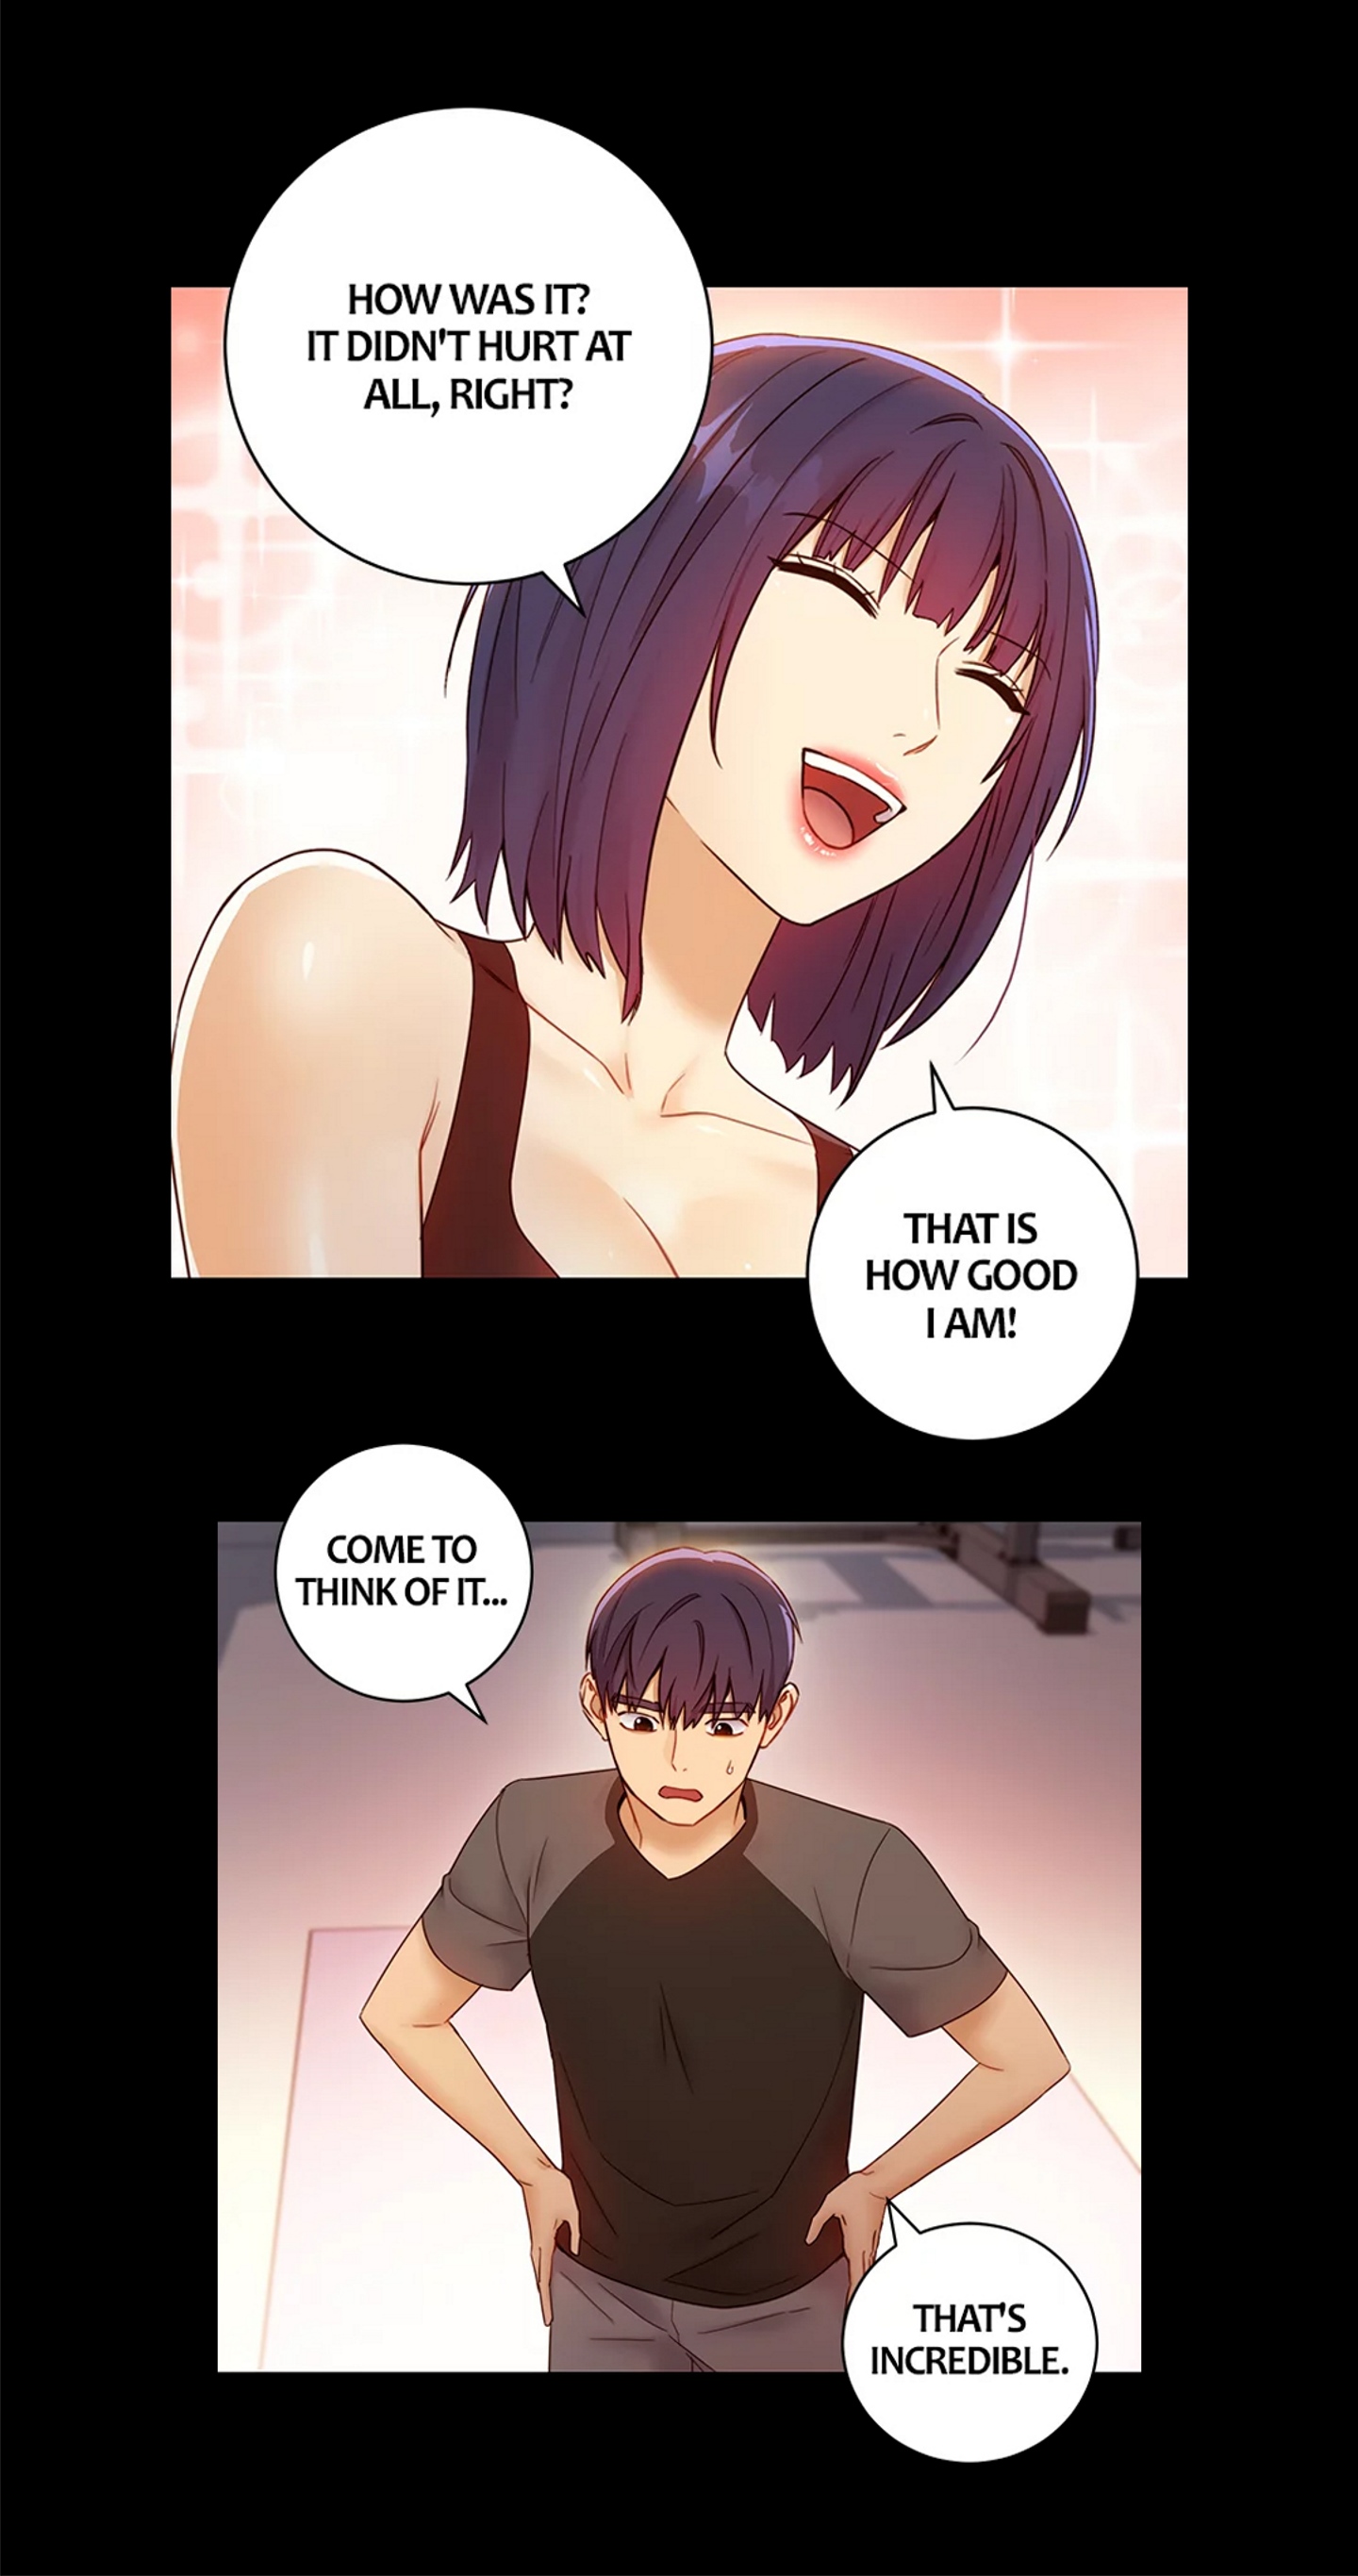 HOW WAS IT?
IT DIDN'T HURT AT
ALL, RIGHT?
THAT IS
HOW GOOD
I AM!
COME TO
THINK OF IT...
THAT'S
INCREDIBLE.